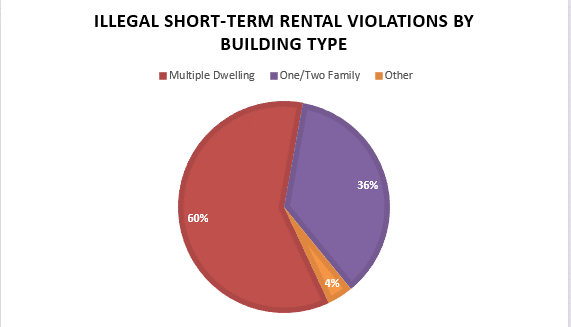 ILLEGAL SHORT-TERM RENTAL VIOLATIONS BY
BUILDING TYPE
Multiple Dwelling One/Two Family Other
36%
60%
4%